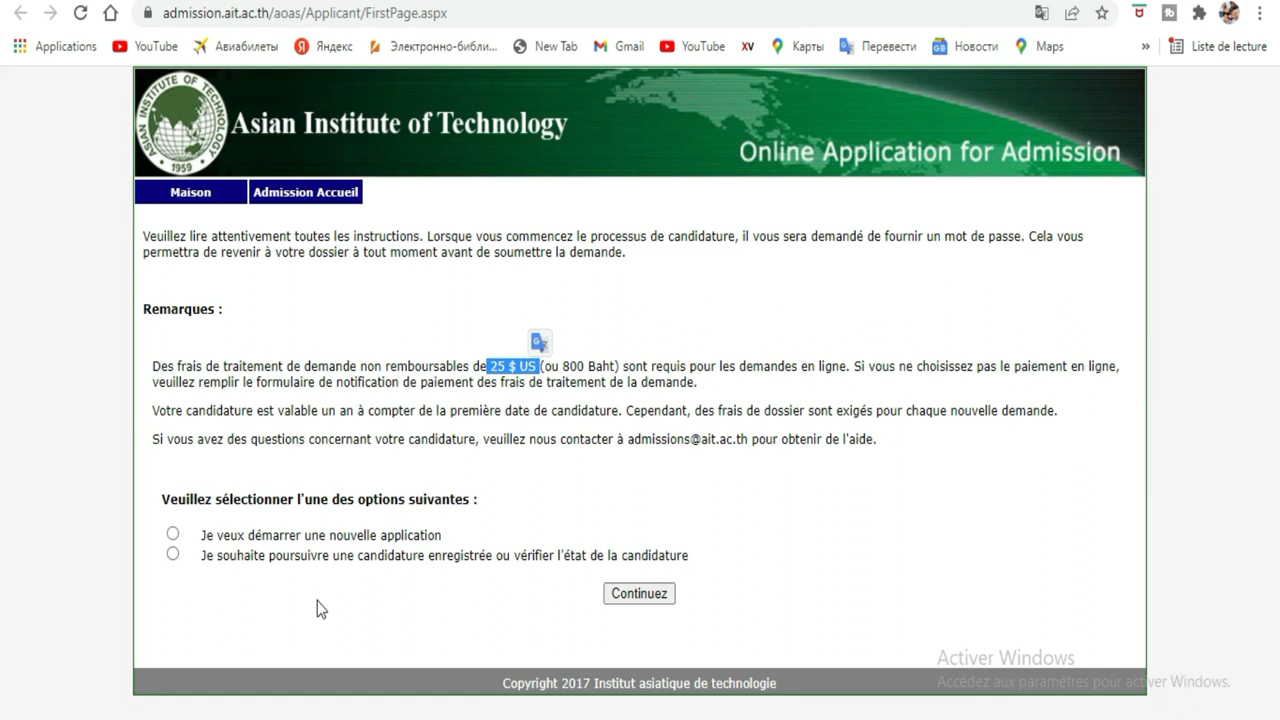 admission.ait.ac.th/aoas/Applicant/FirstPage.aspx
Applications YouTube Авиабилеты Яндекс Электронно-библи... New Tab Gmail YouTube XV Карты Перевести Новости Maps » Liste de lecture
ASIAN INSTITUTE OF TECHNOLOGY
1959
Asian Institute of Technology
Online Application for Admission
Maison Admission Accueil
Veuillez lire attentivement toutes les instructions. Lorsque vous commencez le processus de candidature, il vous sera demandé de fournir un mot de passe. Cela vous
permettra de revenir à votre dossier à tout moment avant de soumettre la demande.
Remarques :
Des frais de traitement de demande non remboursables de 25 $ US (ou 800 Baht) sont requis pour les demandes en ligne. Si vous ne choisissez pas le paiement en ligne,
veuillez remplir le formulaire de notification de paiement des frais de traitement de la demande.
Votre candidature est valable un an à compter de la première date de candidature. Cependant, des frais de dossier sont exigés pour chaque nouvelle demande.
Si vous avez des questions concernant votre candidature, veuillez nous contacter à admissions@ait.ac.th pour obtenir de l'aide.
Veuillez sélectionner l'une des options suivantes :
Je veux démarrer une nouvelle application
Je souhaite poursuivre une candidature enregistrée ou vérifier l'état de la candidature
Continuez
Activer Windows
Accédez aux paramètres pour activer Windows.
Copyright 2017 Institut asiatique de technologie